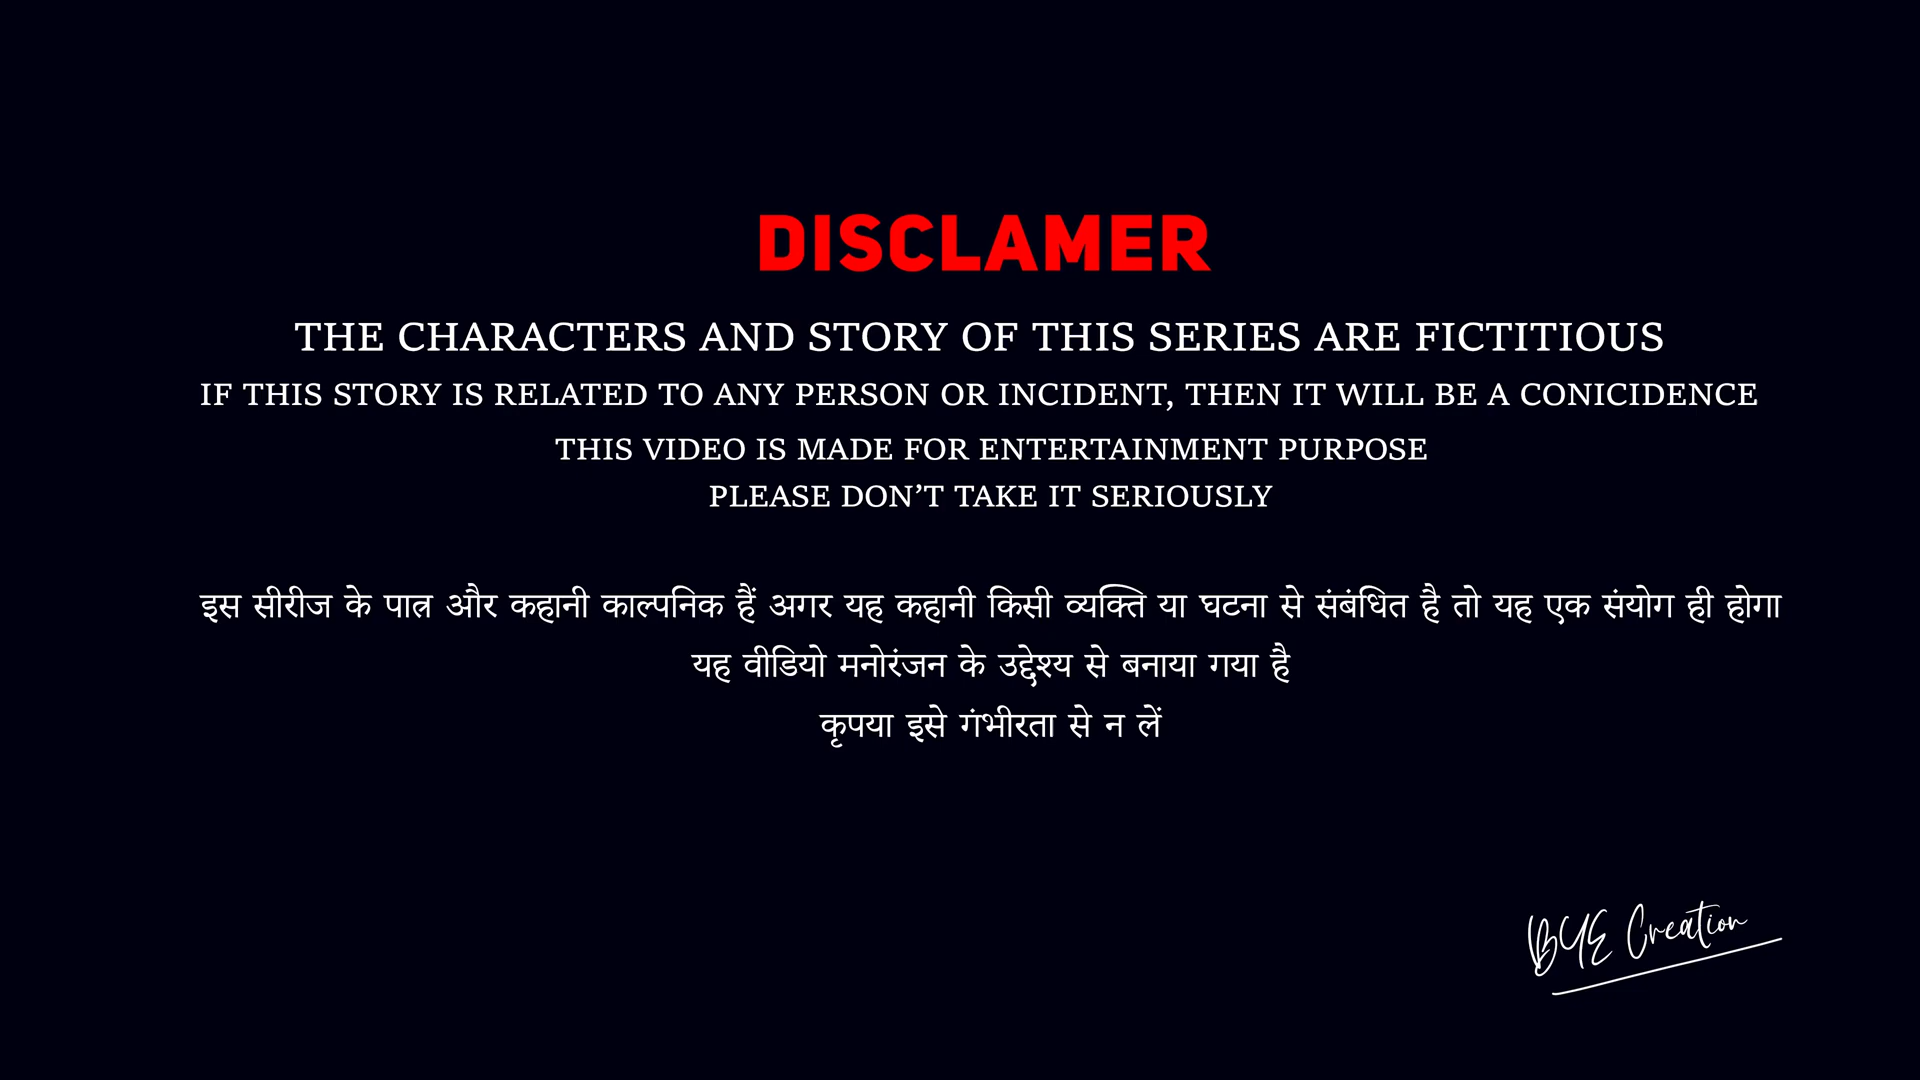 DISCLAMER
THE CHARACTERS AND STORY OF THIS SERIES ARE FICTITIOUS
IF THIS STORY IS RELATED TO ANY PERSON OR INCIDENT, THEN IT WILL BE A CONICIDENCE
THIS VIDEO IS MADE FOR ENTERTAINMENT PURPOSE
PLEASE DON’T TAKE IT SERIOUSLY
इस सीरीज के पात्र और कहानी काल्पनिक हैं अगर यह कहानी किसी व्यक्ति या घटना से संबंधित है तो यह एक संयोग ही होगा
यह वीडियो मनोरंजन के उद्देश्य से बनाया गया है
कृपया इसे गंभीरता से न लें
BYE Creation